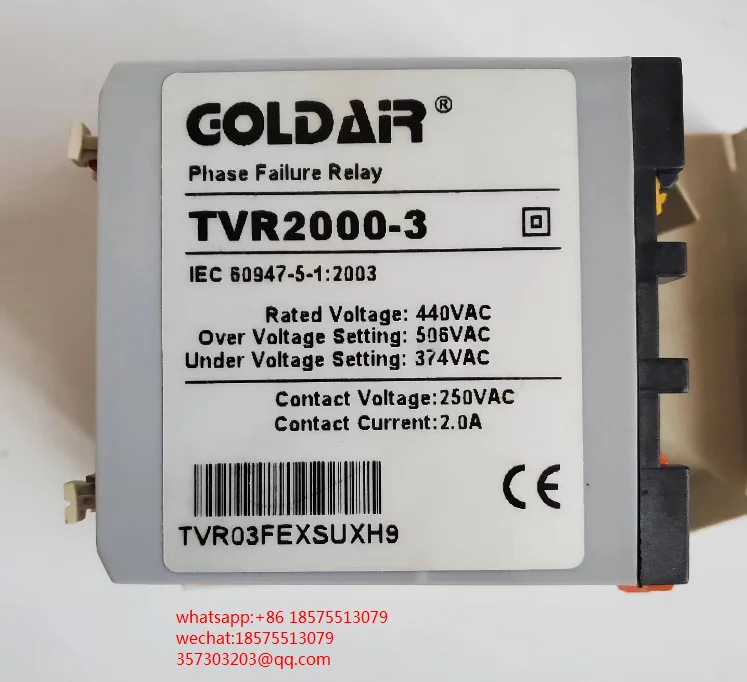 GOLDAIR®
Phase Failure Relay
TVR2000-3
IEC 60947-5-1:2003
Rated Voltage: 440VAC
Over Voltage Setting: 506VAC
Under Voltage Setting: 374VAC
Contact Voltage:250VAC
Contact Current:2.0A
CE
TVR03FEXSUXH9
whatsapp:+86 18575513079
wechat:18575513079
357303203@qq.com